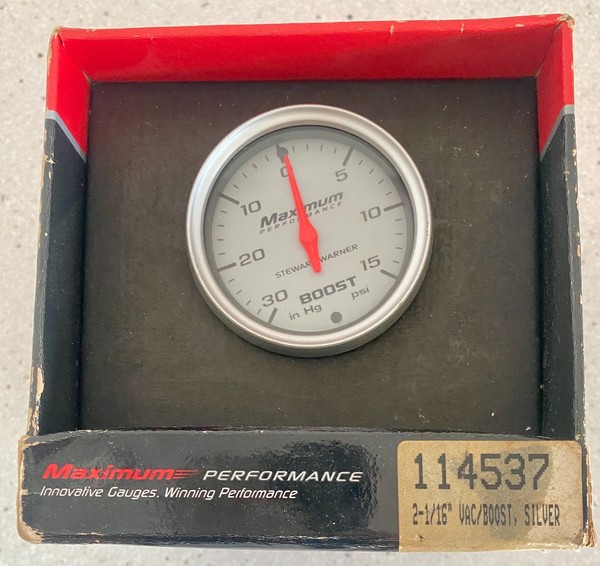 0
5
10
10
Maximum
PERFORMANCE
20
STEWART WARNER
15
30
BOOST
in Hg
psi
Maximum PERFORMANCE
Innovative Gauges. Winning Performance
114537
2-1/16" VAC/BOOST, SILVER